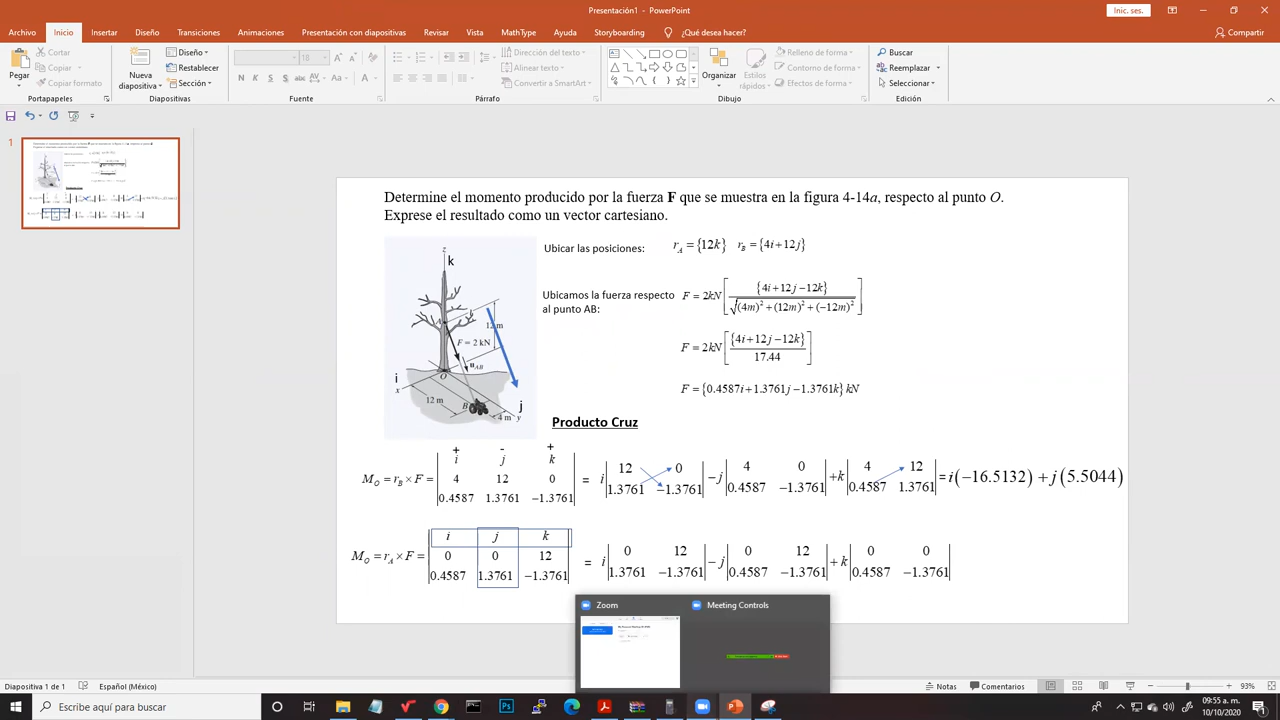 Presentación1 - PowerPoint
Inic. ses.
Archivo Inicio Insertar Diseño Transiciones Animaciones Presentación con diapositivas Revisar Vista MathType Ayuda Storyboarding ¿Qué desea hacer? Compartir
Pegar
Cortar
Copiar
Copiar formato
Portapapeles
Nueva diapositiva
Diseño
Restablecer
Sección
Diapositivas
18
N K S S abc AV Aa A
Fuente
Dirección del texto
Alinear texto
Convertir a SmartArt
Párrafo
Organizar
Estilos rápidos
Relleno de forma
Contorno de forma
Efectos de forma
Dibujo
Buscar
Reemplazar
Seleccionar
Edición
1
Determine el momento producido por la fuerza F que se muestra en la figura 4-14a, respecto al punto O.
Exprese el resultado como un vector cartesiano.
Ubicar las posiciones: r_A = {12k} r_B = {4i+12j}
Ubicamos la fuerza respecto
al punto AB:
F = 2kN [ {4i+12j−12k} / √(4m)²+(12m)²+(−12m)² ]
F = 2kN [ {4i+12j−12k} / 17.44 ]
F = {0.4587i+1.3761j−1.3761k} kN
z
k
A
12 m
F = 2 kN
u_AB
i
O
x
12 m
B
j
4 m
y
Producto Cruz
+ - +
M_O = r_B × F = | i j k | 4 12 0 | 0.4587 1.3761 −1.3761 | = i | 12 0 | 1.3761 −1.3761 | −j | 4 0 | 0.4587 −1.3761 | +k | 4 12 | 0.4587 1.3761 | = i(−16.5132) + j(5.5044)
M_O = r_A × F = | i j k | 0 0 12 | 0.4587 1.3761 −1.3761 | = i | 0 12 | 1.3761 −1.3761 | −j | 0 12 | 0.4587 −1.3761 | + k | 0 0 | 0.4587 −1.3761 |
Zoom
Meeting Controls
Diapositiva 1 de 1 Español (México) Notas Comentarios 93%
Escribe aquí para buscar
09:55 a. m.
10/10/2020